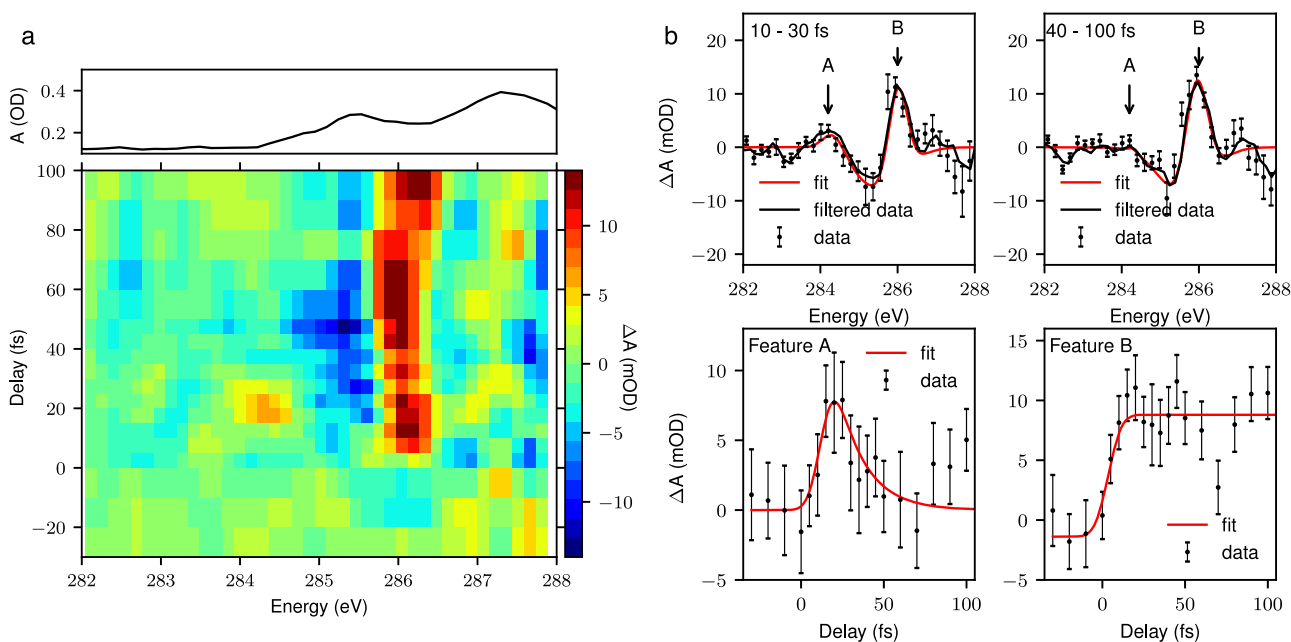 a
A (OD)
0.4
0.2
Delay (fs)
100
80
60
40
20
0
−20
282
283
284
285
286
287
288
Energy (eV)
10
5
0
−5
−10
ΔA (mOD)
b
10 - 30 fs
A
B
ΔA (mOD)
20
10
0
−10
−20
fit
filtered data
data
282
284
286
288
Energy (eV)
40 - 100 fs
A
B
20
10
0
−10
−20
fit
filtered data
data
282
284
286
288
Energy (eV)
Feature A
fit
data
ΔA (mOD)
10
5
0
−5
0
50
100
Delay (fs)
Feature B
15
10
5
0
−5
fit
data
0
50
100
Delay (fs)